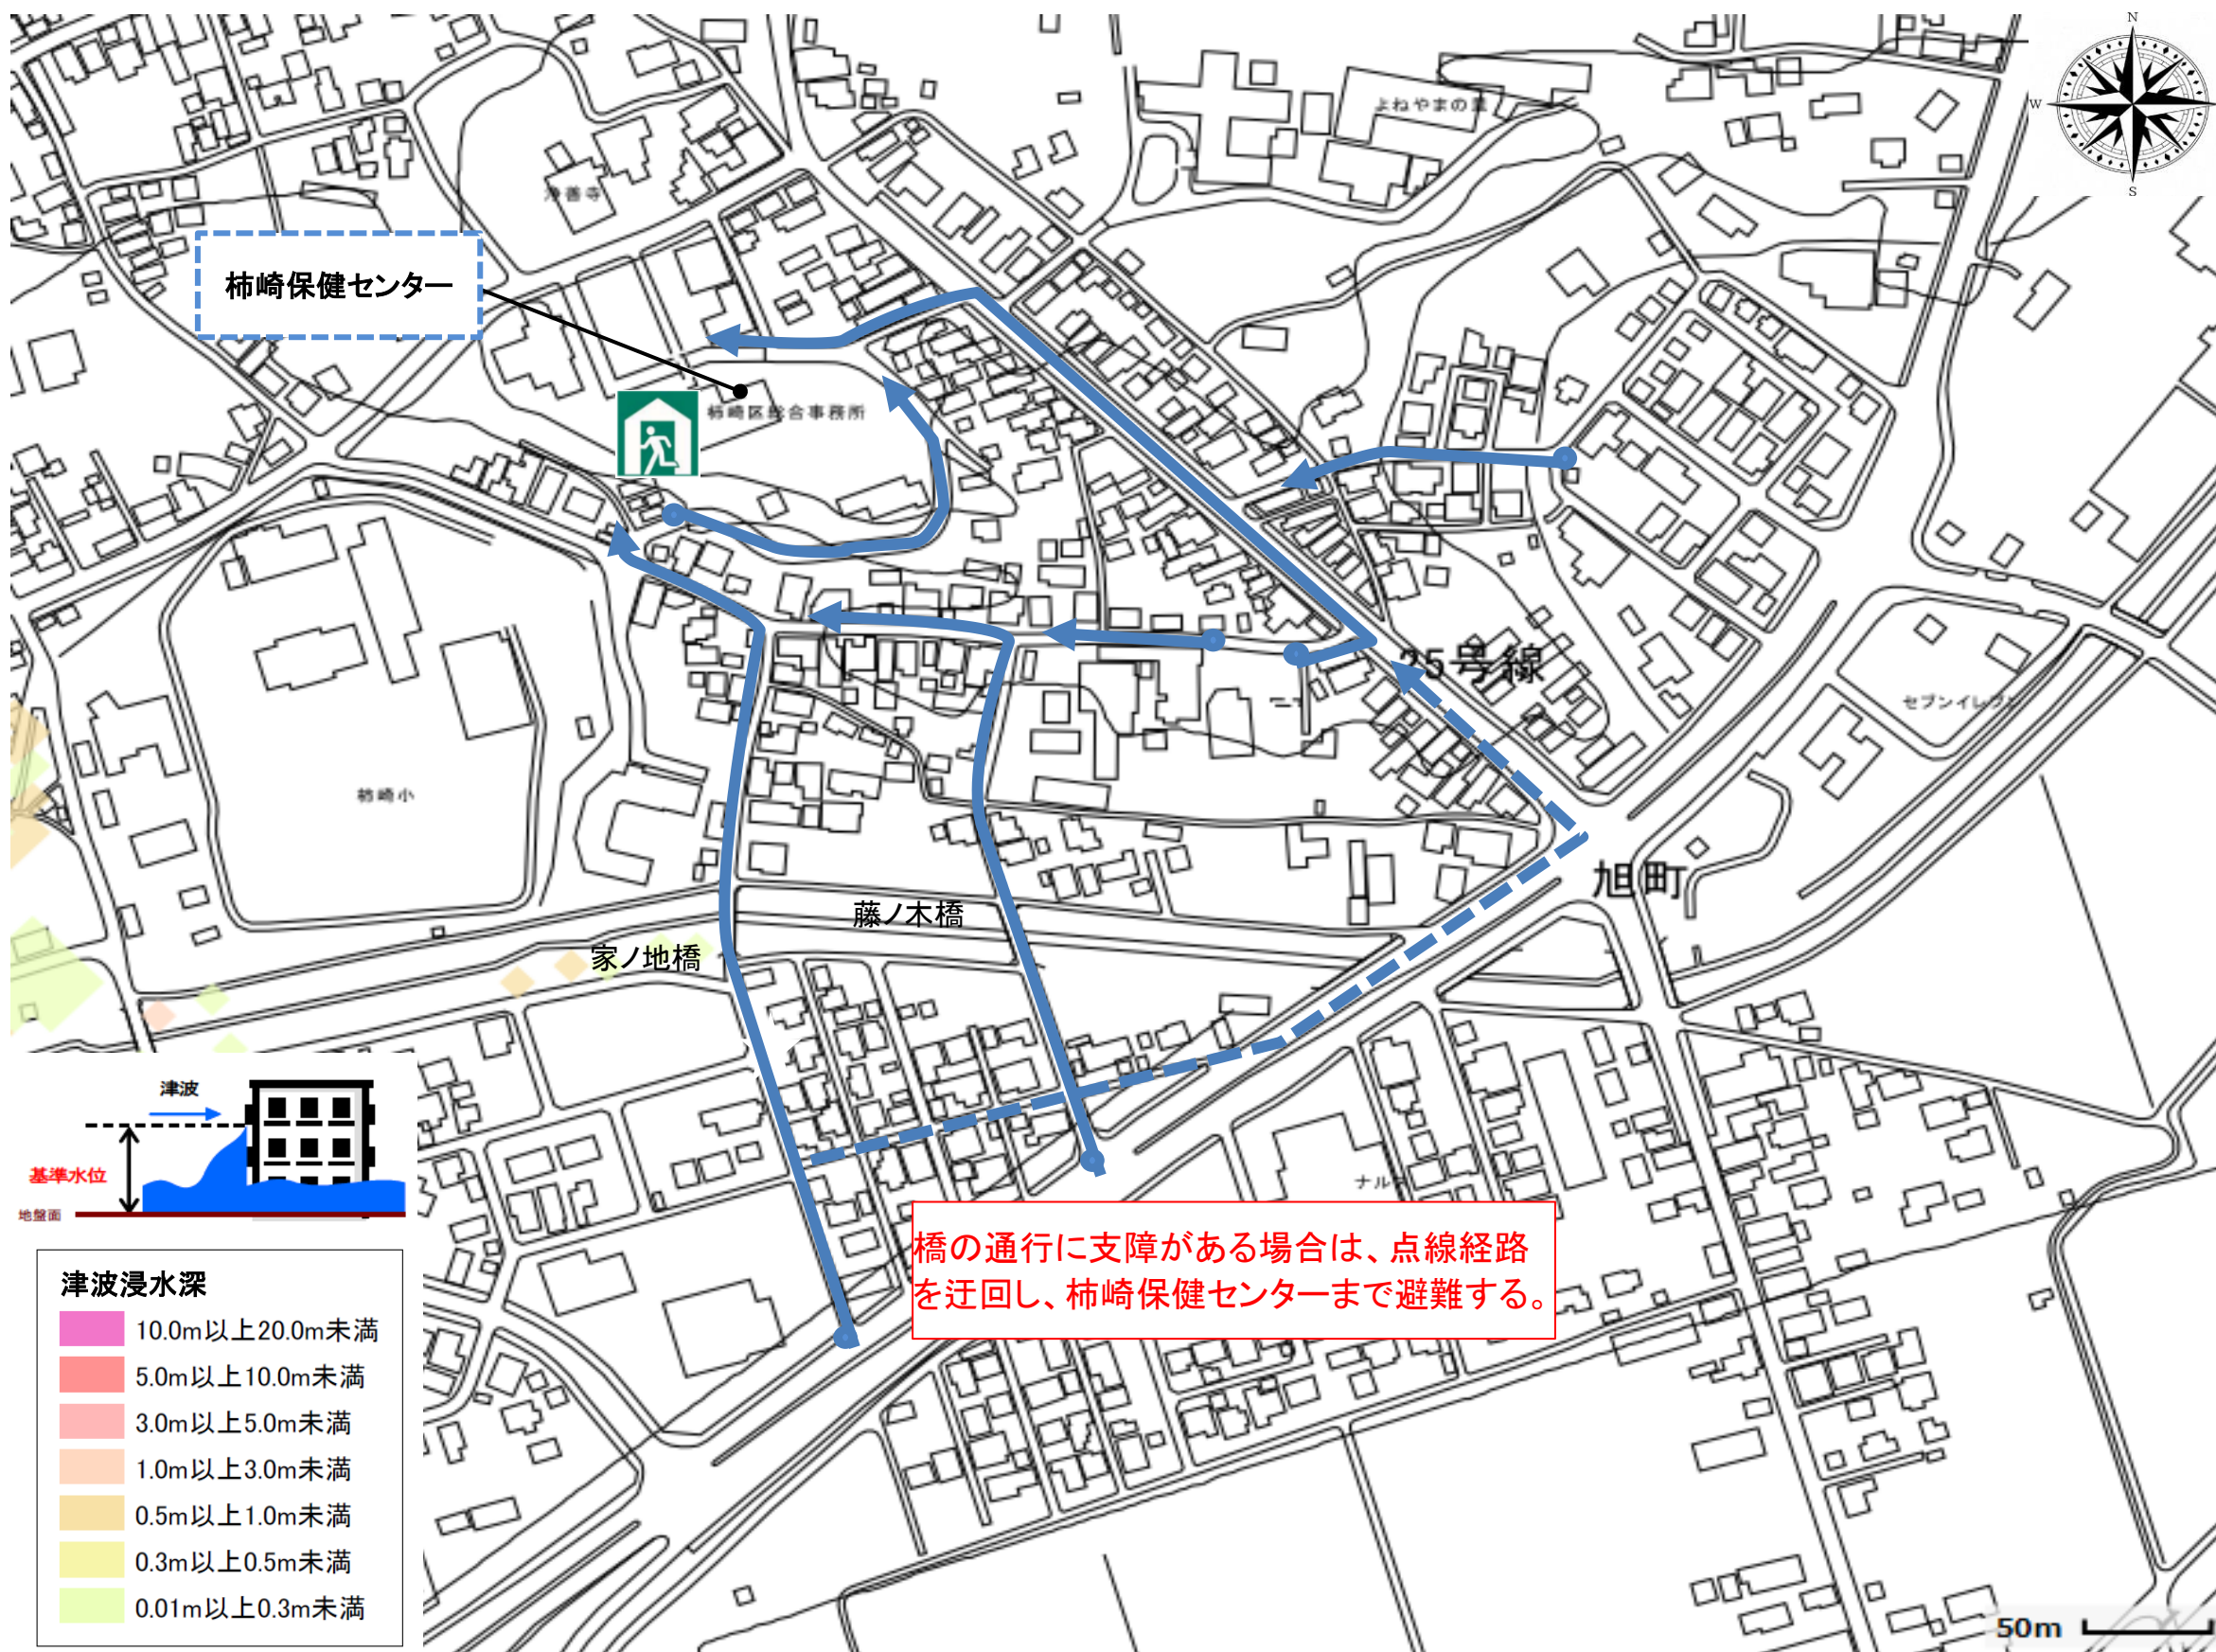 N
W
S
よねやまの里
浄善寺
柿崎保健センター
柿崎区総合事務所
25号線
セブンイレブン
柿崎小
旭町
藤ノ木橋
家ノ地橋
津波
基準水位
地盤面
ナルス
橋の通行に支障がある場合は、点線経路
を迂回し、柿崎保健センターまで避難する。
津波浸水深
10.0m以上20.0m未満
5.0m以上10.0m未満
3.0m以上5.0m未満
1.0m以上3.0m未満
0.5m以上1.0m未満
0.3m以上0.5m未満
0.01m以上0.3m未満
50m